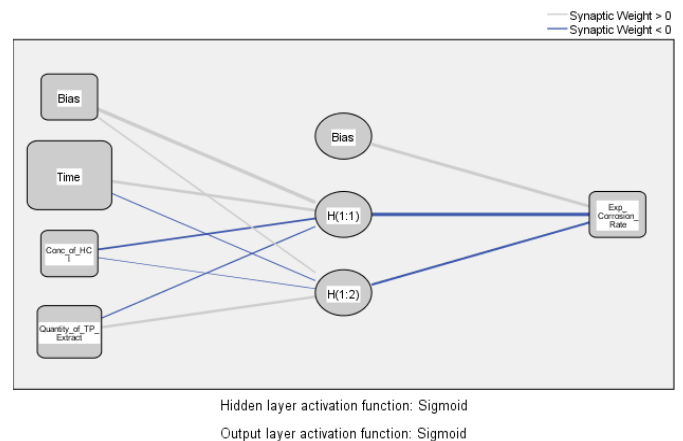 Synaptic Weight > 0
Synaptic Weight < 0
Bias
Time
Conc_of_HC
l
Quantity_of_TP_
Extract
Bias
H(1:1)
H(1:2)
Exp_
Corrosion_
Rate
Hidden layer activation function: Sigmoid
Output layer activation function: Sigmoid